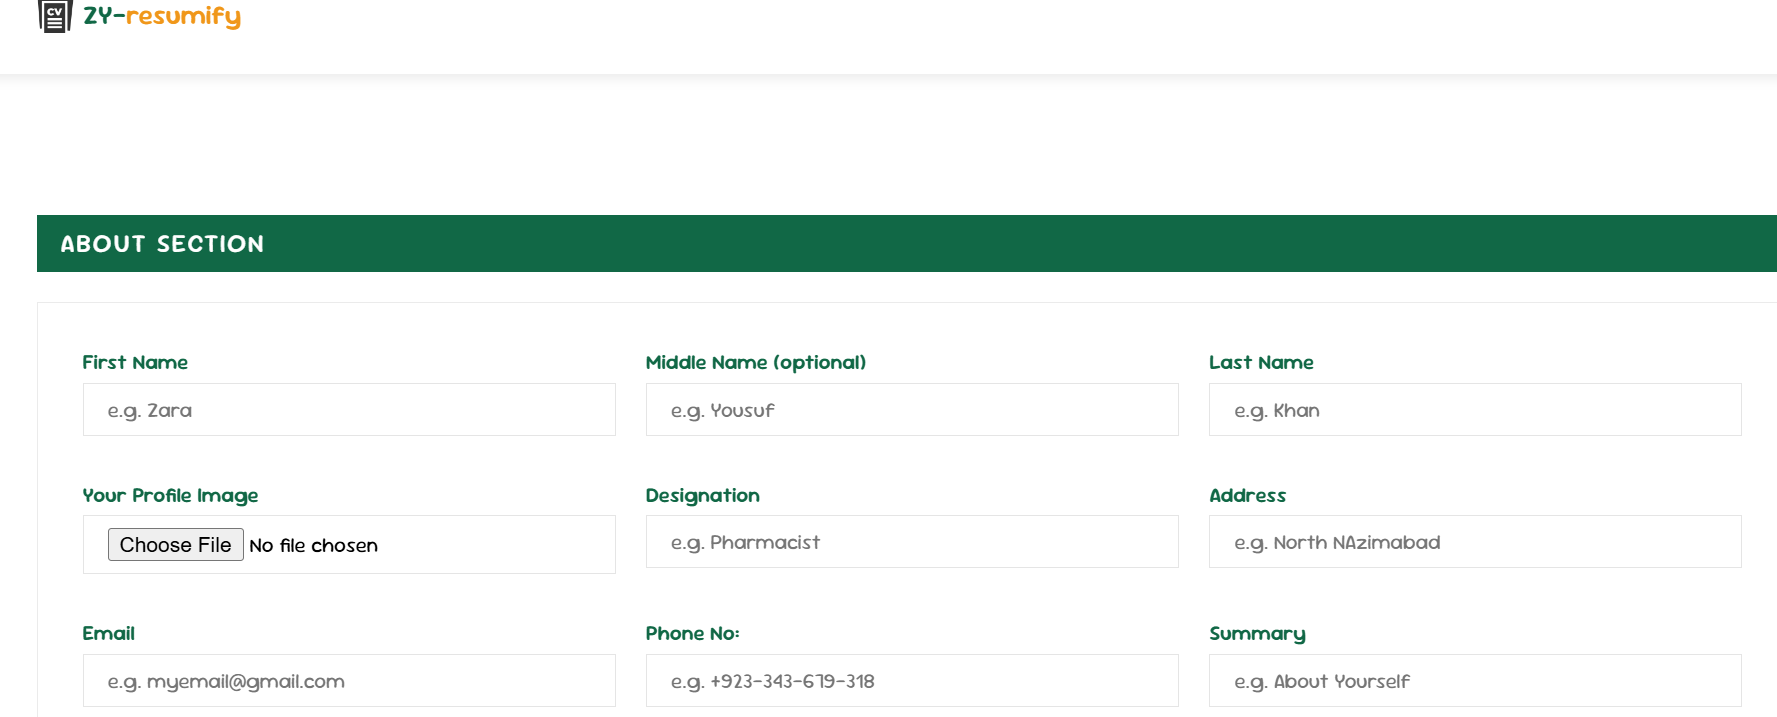 CV ZY-resumify
ABOUT SECTION
First Name Middle Name (optional) Last Name
e.g. Zara e.g. Yousuf e.g. Khan
Your Profile Image Designation Address
Choose File No file chosen e.g. Pharmacist e.g. North NAzimabad
Email Phone No: Summary
e.g. myemail@gmail.com e.g. +923-343-679-318 e.g. About Yourself